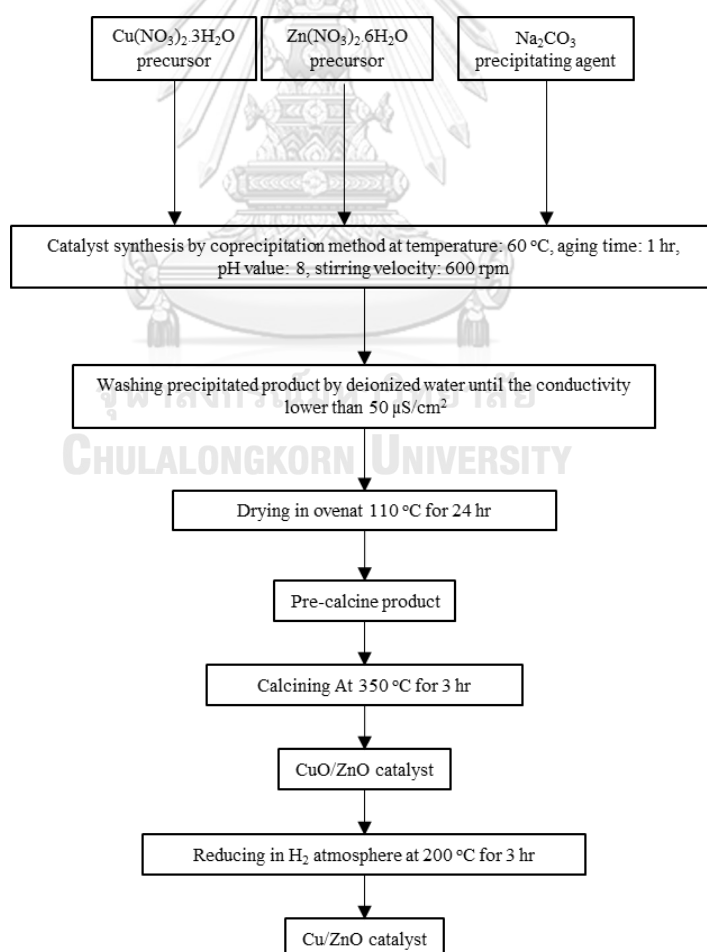 Cu(NO₃)₂.3H₂O
precursor
Zn(NO₃)₂.6H₂O
precursor
Na₂CO₃
precipitating agent
Catalyst synthesis by coprecipitation method at temperature: 60 °C, aging time: 1 hr,
pH value: 8, stirring velocity: 600 rpm
Washing precipitated product by deionized water until the conductivity
lower than 50 µS/cm²
CHULALONGKORN UNIVERSITY
Drying in ovenat 110 °C for 24 hr
Pre-calcine product
Calcining At 350 °C for 3 hr
CuO/ZnO catalyst
Reducing in H₂ atmosphere at 200 °C for 3 hr
Cu/ZnO catalyst